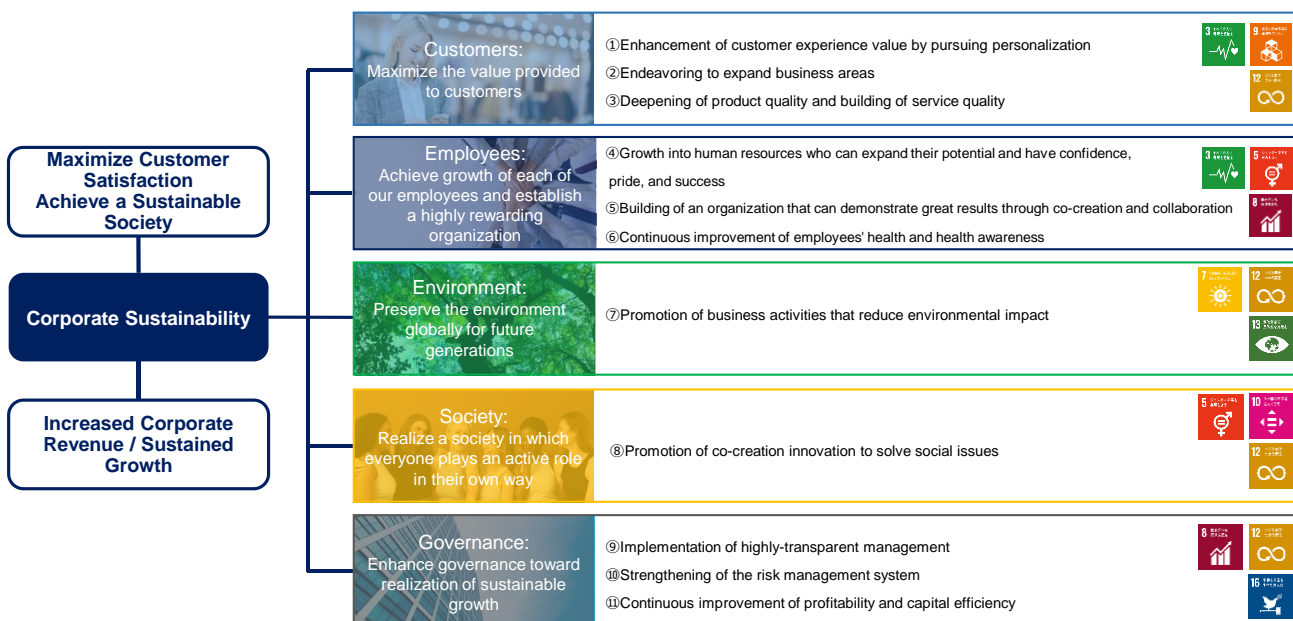 Maximize Customer
Satisfaction
Achieve a Sustainable
Society
Corporate Sustainability
Increased Corporate
Revenue / Sustained
Growth
Customers:
Maximize the value provided
to customers
①Enhancement of customer experience value by pursuing personalization
②Endeavoring to expand business areas
③Deepening of product quality and building of service quality
3
9
12
Employees:
Achieve growth of each of
our employees and establish
a highly rewarding
organization
④Growth into human resources who can expand their potential and have confidence,
pride, and success
⑤Building of an organization that can demonstrate great results through co-creation and collaboration
⑥Continuous improvement of employees' health and health awareness
3
5
8
Environment:
Preserve the environment
globally for future
generations
⑦Promotion of business activities that reduce environmental impact
7
12
13
Society:
Realize a society in which
everyone plays an active role
in their own way
⑧Promotion of co-creation innovation to solve social issues
5
10
12
Governance:
Enhance governance toward
realization of sustainable
growth
⑨Implementation of highly-transparent management
⑩Strengthening of the risk management system
⑪Continuous improvement of profitability and capital efficiency
8
12
16